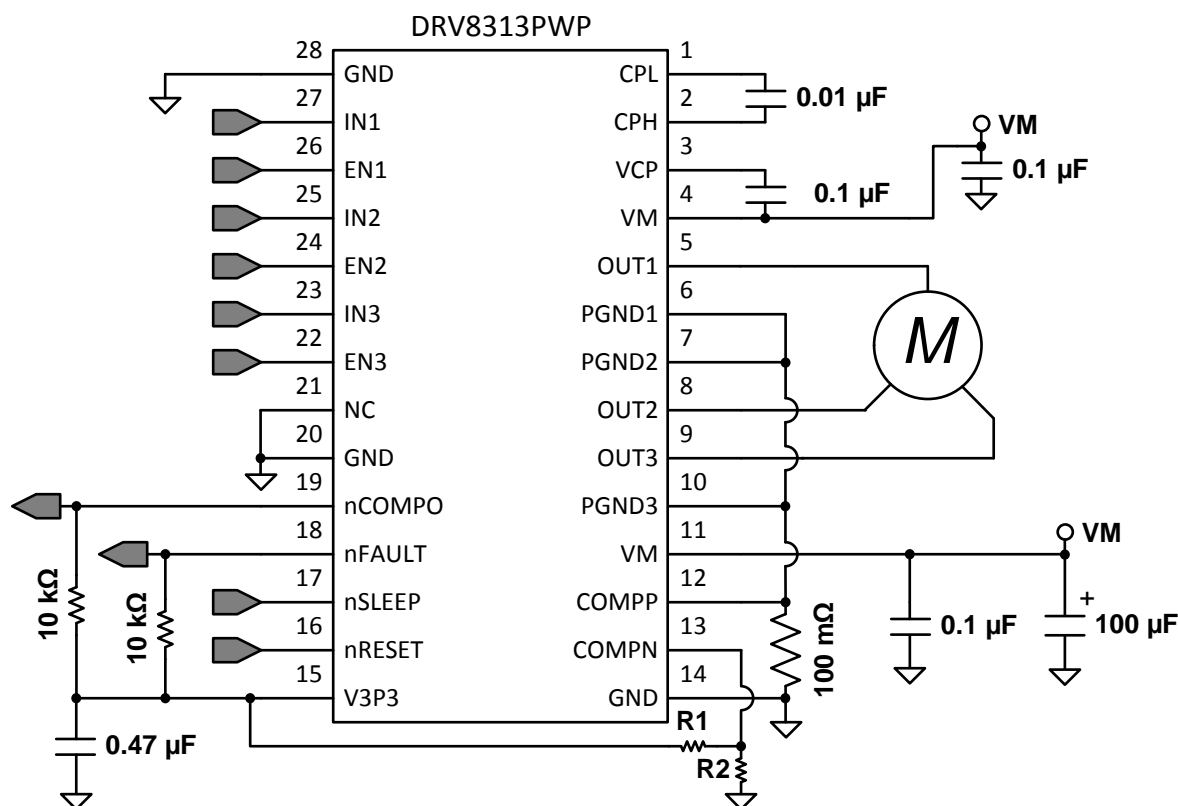 DRV8313PWP
28 GND
27 IN1
26 EN1
25 IN2
24 EN2
23 IN3
22 EN3
21 NC
20 GND
19 nCOMPO
18 nFAULT
17 nSLEEP
16 nRESET
15 V3P3
1 CPL
2 CPH
3 VCP
4 VM
5 OUT1
6 PGND1
7 PGND2
8 OUT2
9 OUT3
10 PGND3
11 VM
12 COMPP
13 COMPN
14 GND
0.01 µF
VM
0.1 µF
0.1 µF
M
VM
+
0.1 µF
100 µF
100 mΩ
10 kΩ
10 kΩ
0.47 µF
R1
R2